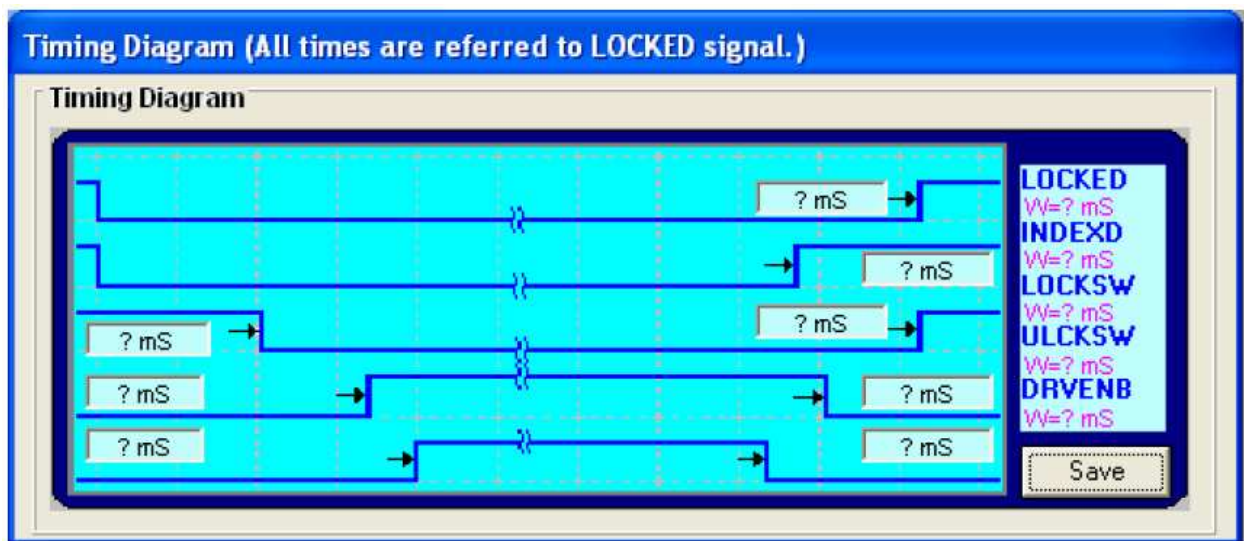 Timing Diagram (All times are referred to LOCKED signal.)
Timing Diagram
? mS
? mS
? mS
? mS
? mS
? mS
? mS
? mS
LOCKED
W=? mS
INDEXD
W=? mS
LOCKSW
W=? mS
ULCKSW
W=? mS
DRVENB
W=? mS
Save